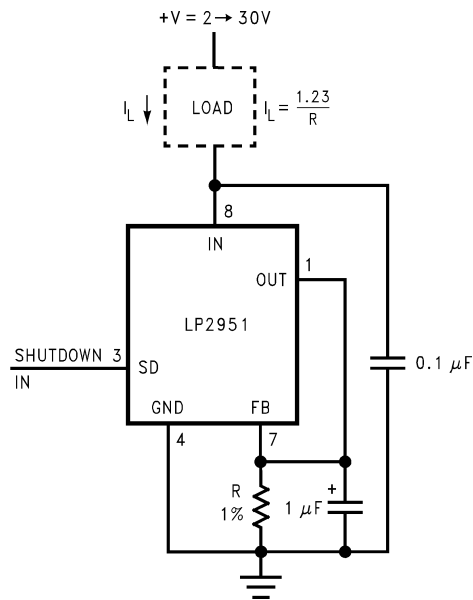 +V = 2 → 30V
I_L
LOAD
I_L = 1.23 / R
8
IN
1
OUT
LP2951
SHUTDOWN 3
IN
SD
0.1 μF
GND
FB
4
7
R
1%
+
1 μF